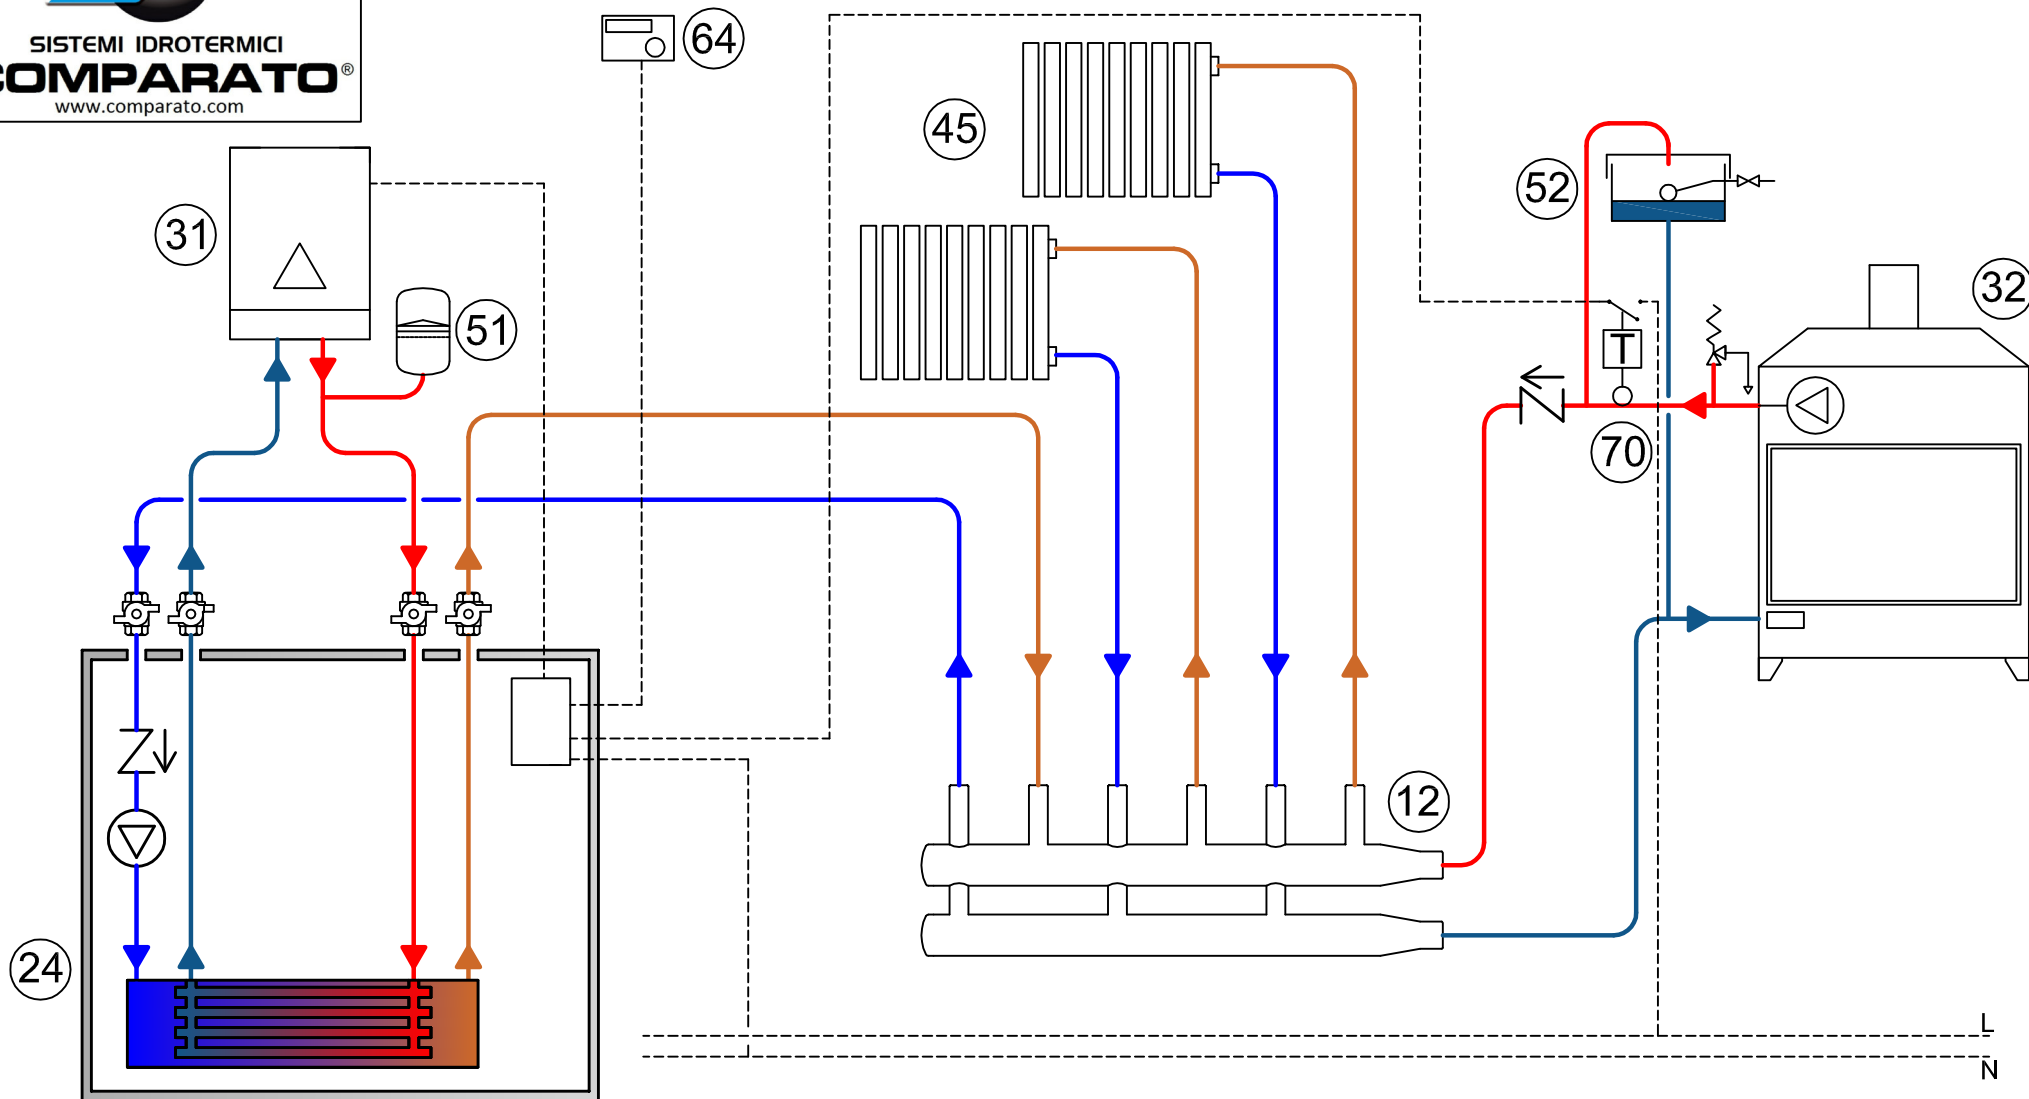 SISTEMI IDROTERMICI
COMPARATO®
www.comparato.com
64
45
31
51
52
32
T
70
12
24
L
N